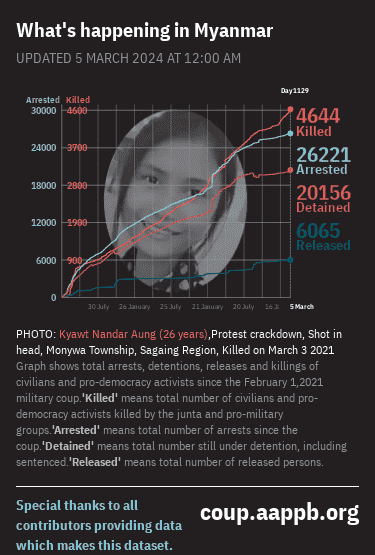 What's happening in Myanmar
UPDATED 5 MARCH 2024 AT 12:00 AM
Day1129
Arrested Killed
30000 4600
24000 3700
18000 2800
12000 1900
6000 900
0
4644
Killed
26221
Arrested
20156
Detained
6065
Released
30 July 26 January 25 July 21 January 20 July 16 J 5 March
PHOTO: Kyawt Nandar Aung (26 years),Protest crackdown, Shot in
head, Monywa Township, Sagaing Region, Killed on March 3 2021
Graph shows total arrests, detentions, releases and killings of
civilians and pro-democracy activists since the February 1,2021
military coup.'Killed' means total number of civilians and pro-
democracy activists killed by the junta and pro-military
groups.'Arrested' means total number of arrests since the
coup.'Detained' means total number still under detention, including
sentenced.'Released' means total number of released persons.
Special thanks to all
contributors providing data
which makes this dataset.
coup.aappb.org